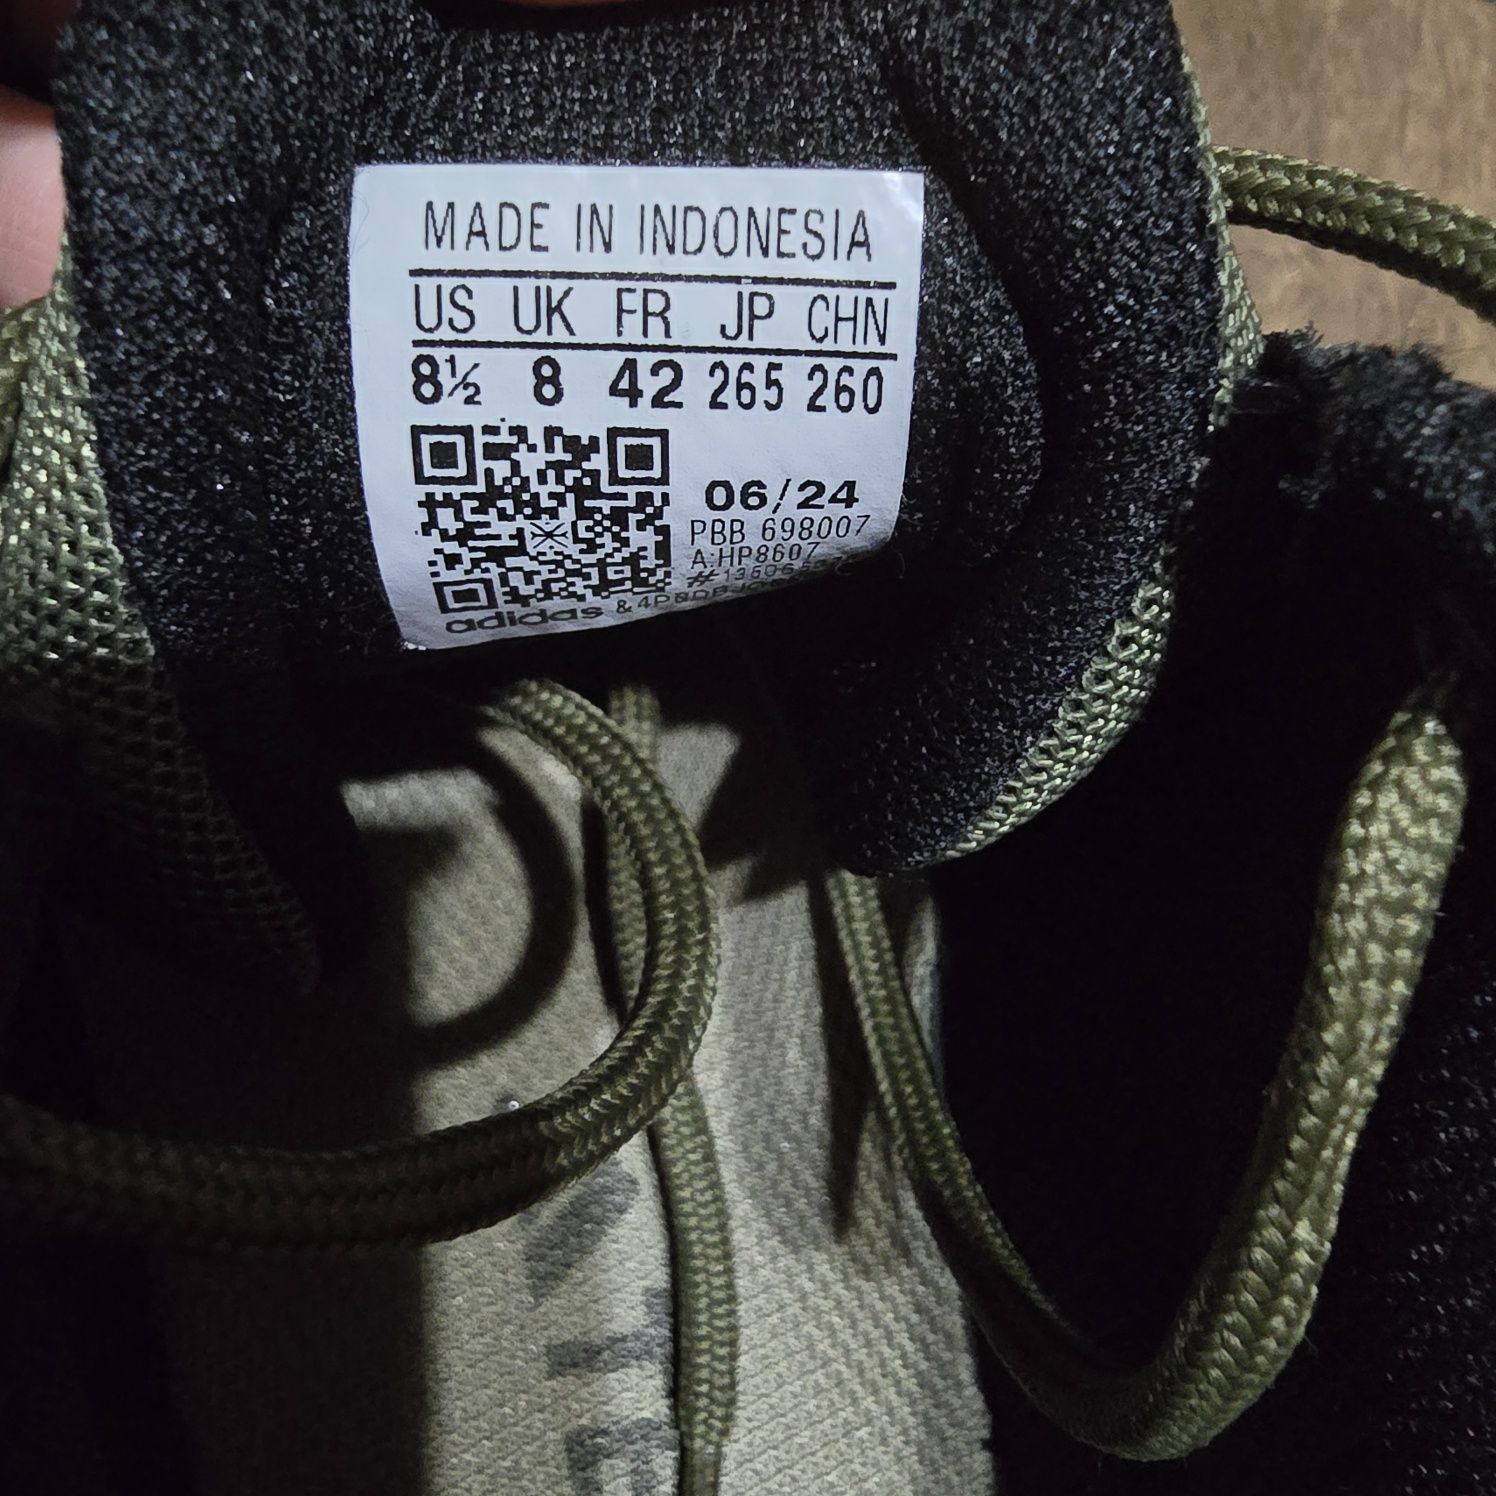 MADE IN INDONESIA
US UK FR JP CHN
8½ 8 42 265 260
06/24
PBB 698007
A:HP8607
adidas